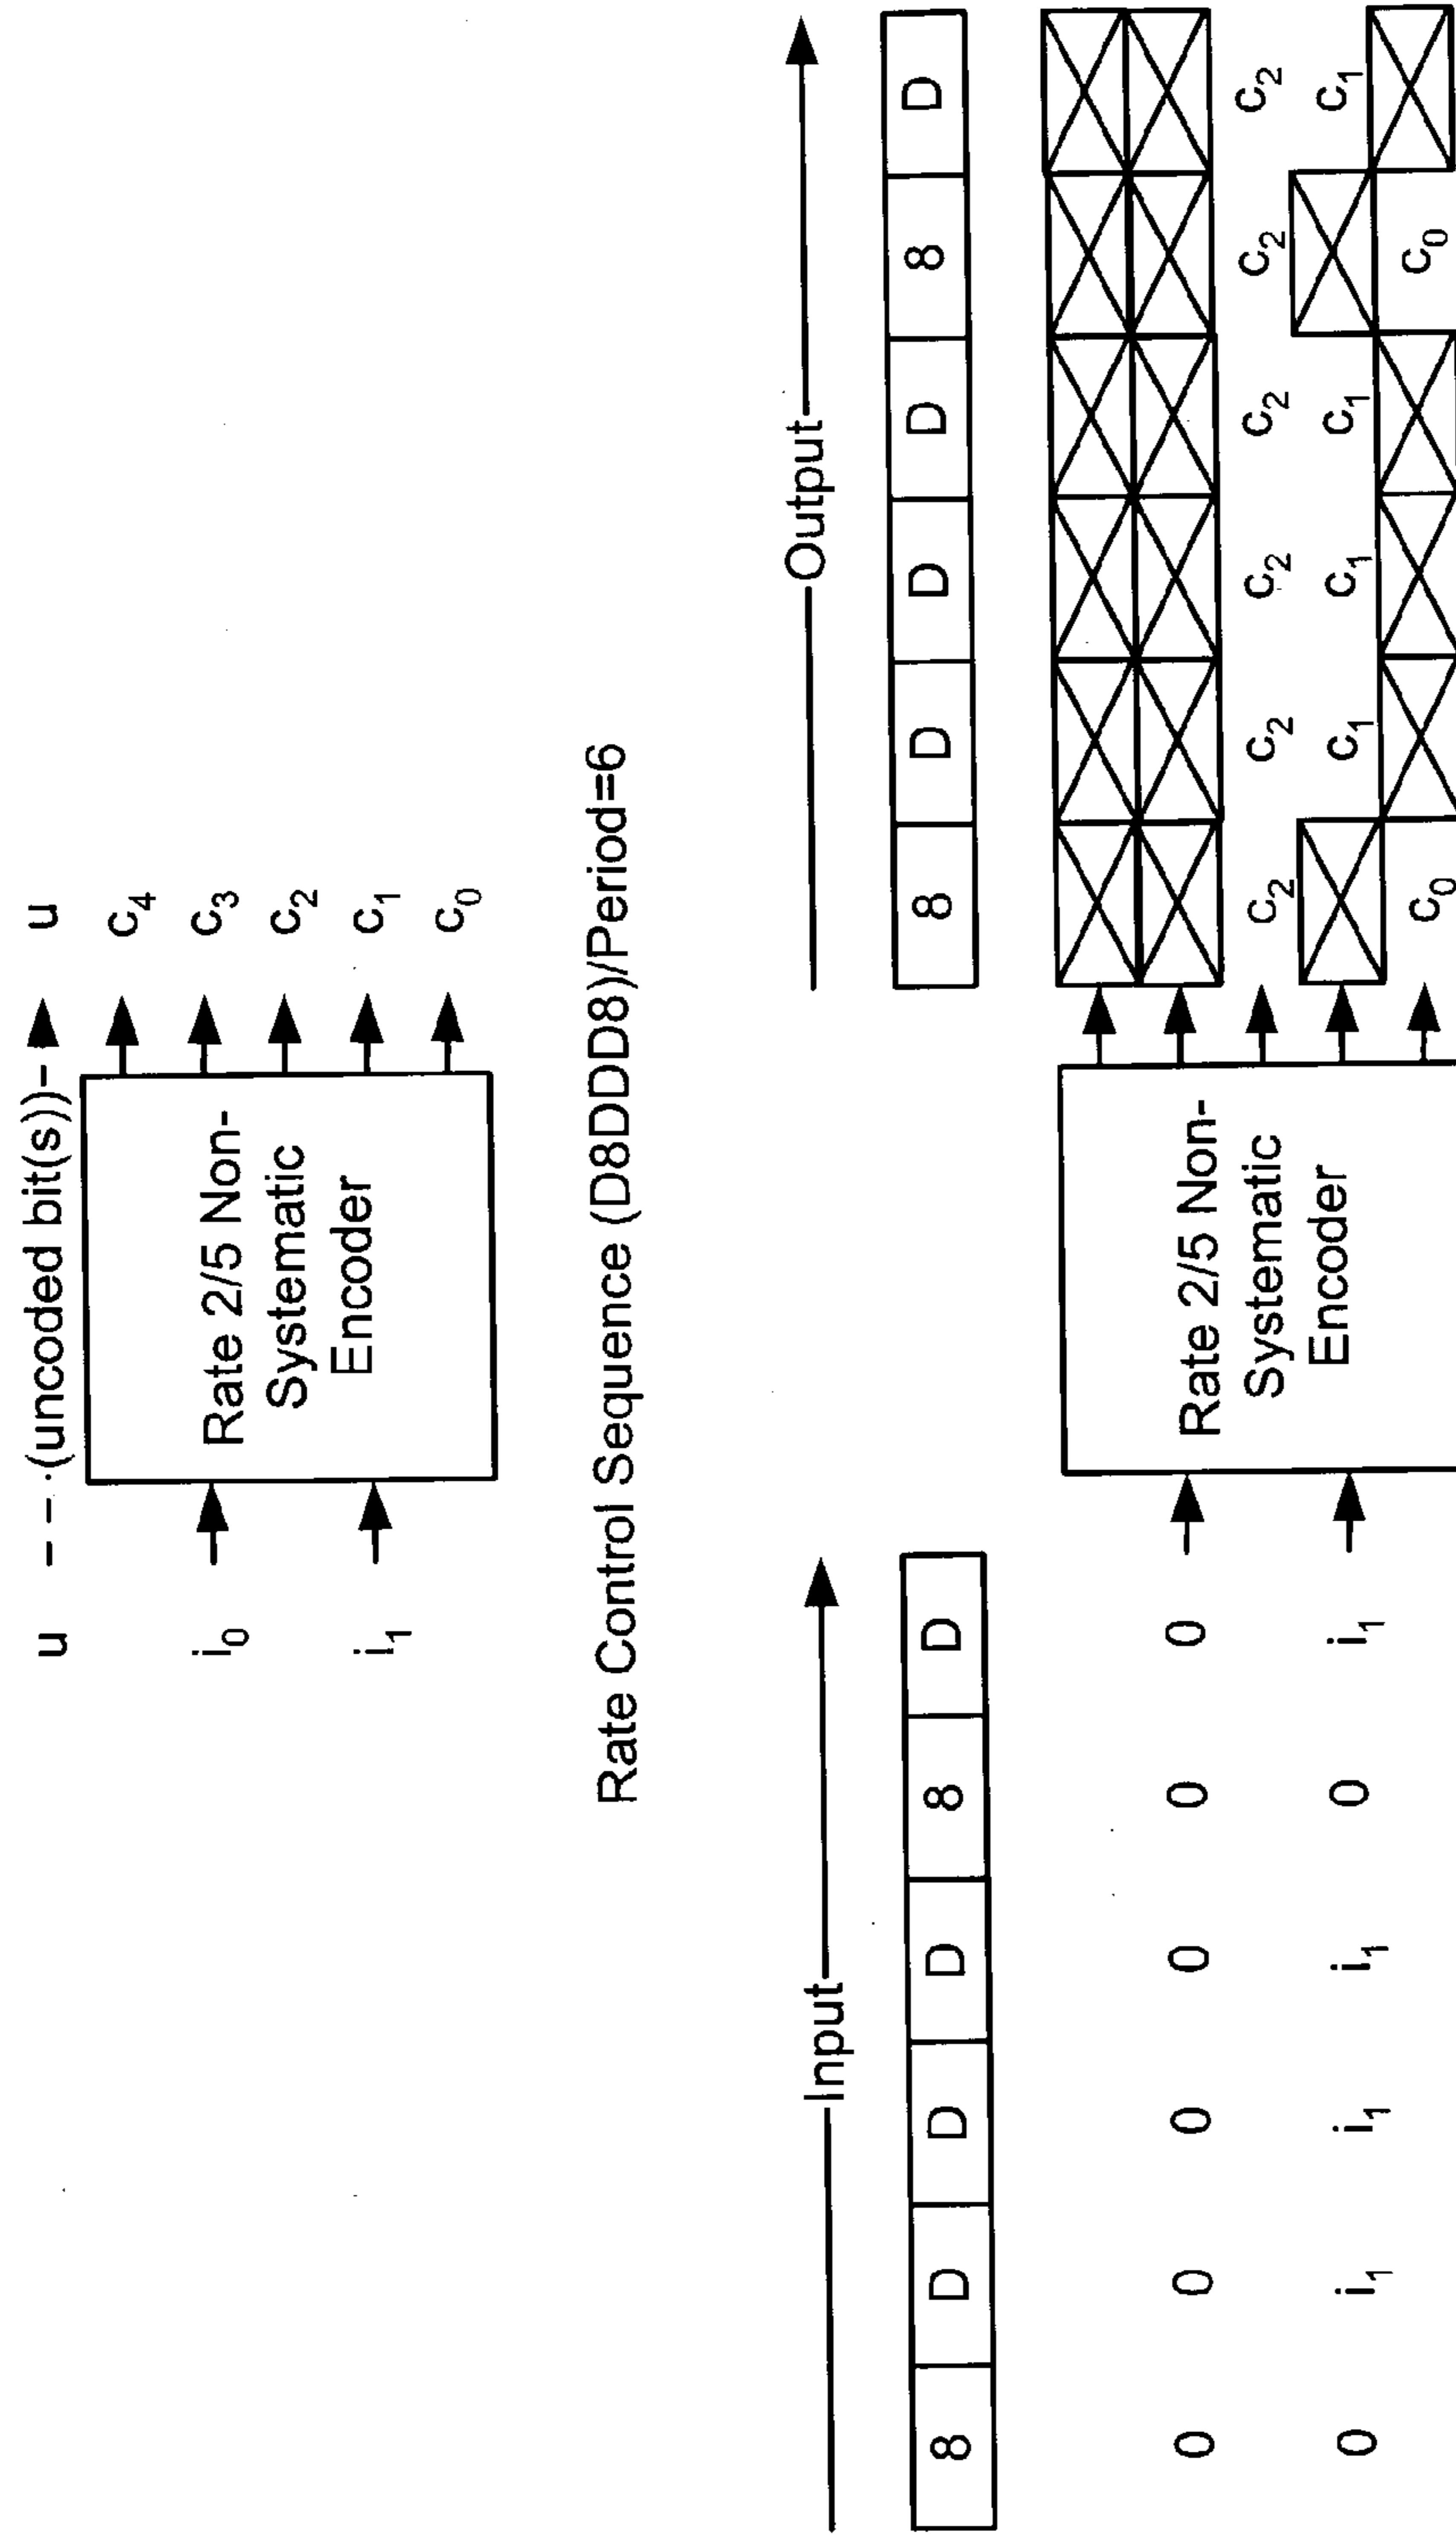 u (uncoded bit(s)) u
i0 c4
Rate 2/5 Non- c3
Systematic c2
i1 Encoder c1
c0
Rate Control Sequence (D8DDD8)/Period=6
Input Output
8 D D D 8 D 8 D D D 8 D
0 0 0 0 0 0 Rate 2/5 Non-
Systematic c2 c2 c2 c2 c2 c2
0 i1 i1 i1 0 i1 Encoder c1 c1 c1 c1
c0 c0